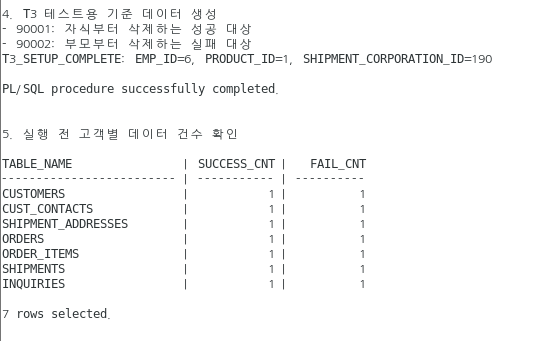 4. T3 테스트용 기준 데이터 생성
- 90001: 자식부터 삭제하는 성공 대상
- 90002: 부모부터 삭제하는 실패 대상
T3_SETUP_COMPLETE: EMP_ID=6, PRODUCT_ID=1, SHIPMENT_CORPORATION_ID=190
PL/SQL procedure successfully completed.
5. 실행 전 고객별 데이터 건수 확인
TABLE_NAME | SUCCESS_CNT | FAIL_CNT
------------------------- | ----------- | ----------
CUSTOMERS | 1 | 1
CUST_CONTACTS | 1 | 1
SHIPMENT_ADDRESSES | 1 | 1
ORDERS | 1 | 1
ORDER_ITEMS | 1 | 1
SHIPMENTS | 1 | 1
INQUIRIES | 1 | 1
7 rows selected.